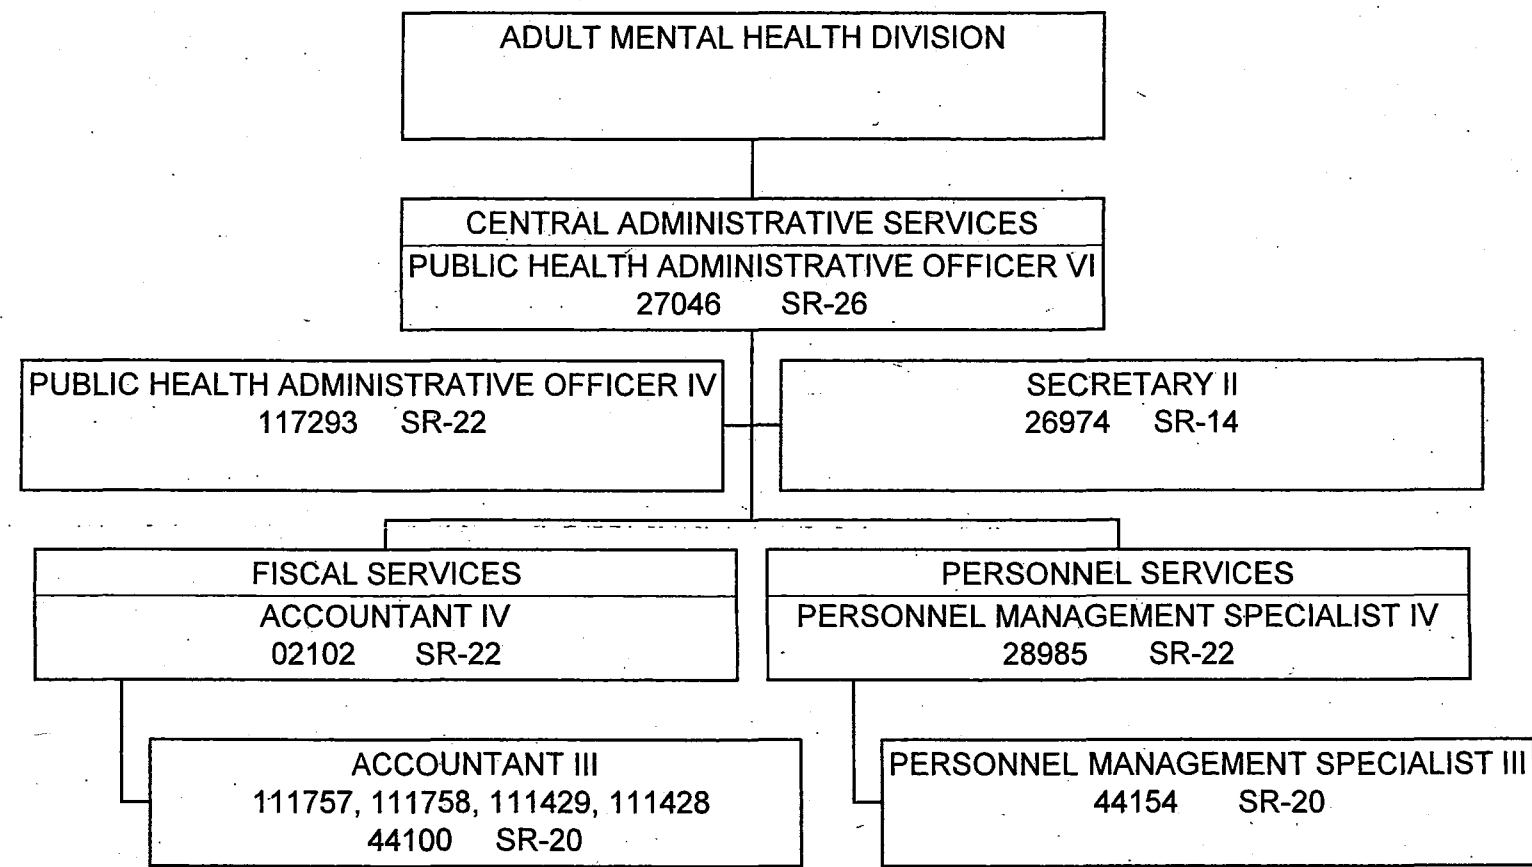 ADULT MENTAL HEALTH DIVISION
CENTRAL ADMINISTRATIVE SERVICES
PUBLIC HEALTH ADMINISTRATIVE OFFICER VI
27046 SR-26
PUBLIC HEALTH ADMINISTRATIVE OFFICER IV
117293 SR-22
SECRETARY II
26974 SR-14
FISCAL SERVICES
ACCOUNTANT IV
02102 SR-22
PERSONNEL SERVICES
PERSONNEL MANAGEMENT SPECIALIST IV
28985 SR-22
ACCOUNTANT III
111757, 111758, 111429, 111428
44100 SR-20
PERSONNEL MANAGEMENT SPECIALIST III
44154 SR-20